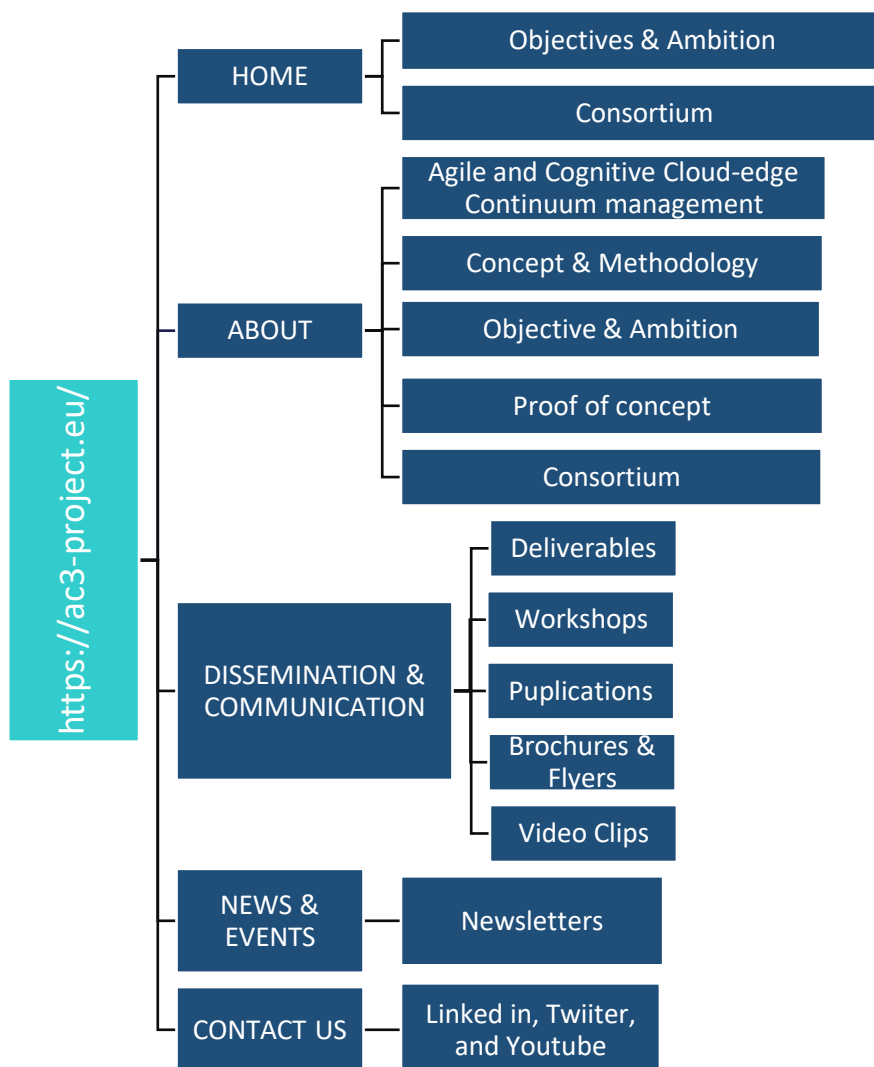 https://ac3-project.eu/
HOME
Objectives & Ambition
Consortium
ABOUT
Agile and Cognitive Cloud-edge
Continuum management
Concept & Methodology
Objective & Ambition
Proof of concept
Consortium
DISSEMINATION &
COMMUNICATION
Deliverables
Workshops
Puplications
Brochures &
Flyers
Video Clips
NEWS &
EVENTS
Newsletters
CONTACT US
Linked in, Twiiter,
and Youtube